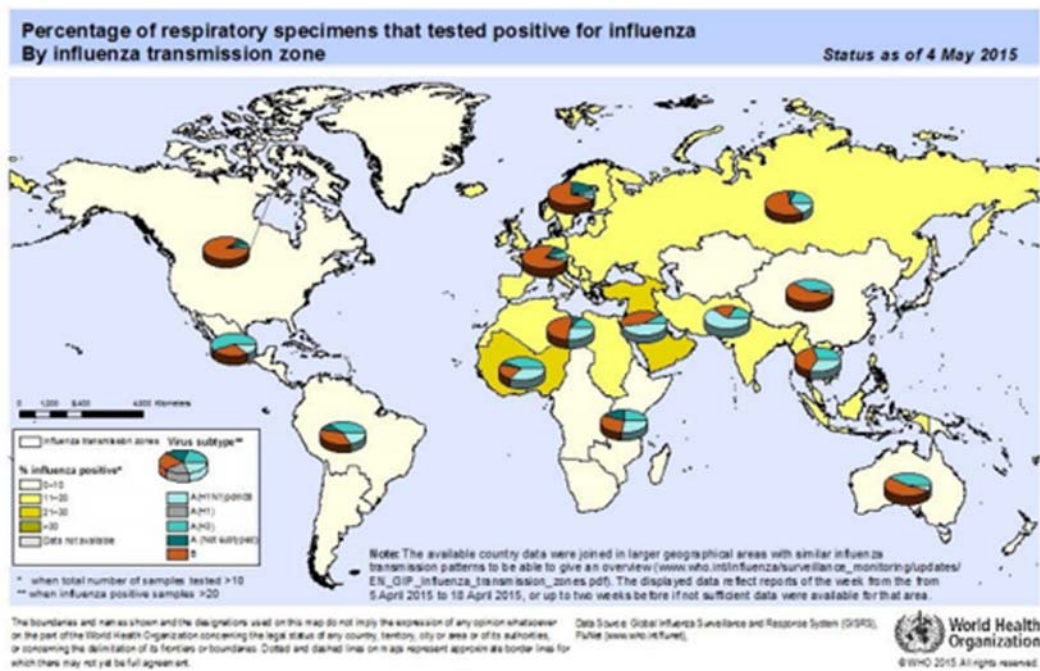 Percentage of respiratory specimens that tested positive for influenza
By influenza transmission zone
Status as of 4 May 2015
Kilometers
Influenza transmission zones
Virus subtype**
% influenza positive*
0-10
11-20
21-30
>30
Data not available
A(H1N1)pdm09
A(H1)
A(H3)
A (Not subtyped)
B
* when total number of samples tested >10
** when influenza positive samples >20
Note: The available country data were joined in larger geographical areas with similar influenza
transmission patterns to be able to give an overview (www.who.int/influenza/surveillance_monitoring/updates/
EN_GIP_Influenza_transmission_zones.pdf). The displayed data reflect reports of the week from the from
5 April 2015 to 18 April 2015, or up to two weeks before if not sufficient data were available for that area.
The boundaries and names shown and the designations used on this map do not imply the expression of any opinion whatsoever
on the part of the World Health Organization concerning the legal status of any country, territory, city or area or of its authorities,
or concerning the delimitation of its frontiers or boundaries. Dotted and dashed lines on maps represent approximate border lines for
which there may not yet be full agreement.
Data Source: Global Influenza Surveillance and Response System (GISRS),
FluNet (www.who.int/flunet).
World Health
Organization
© WHO 2015. All rights reserved.